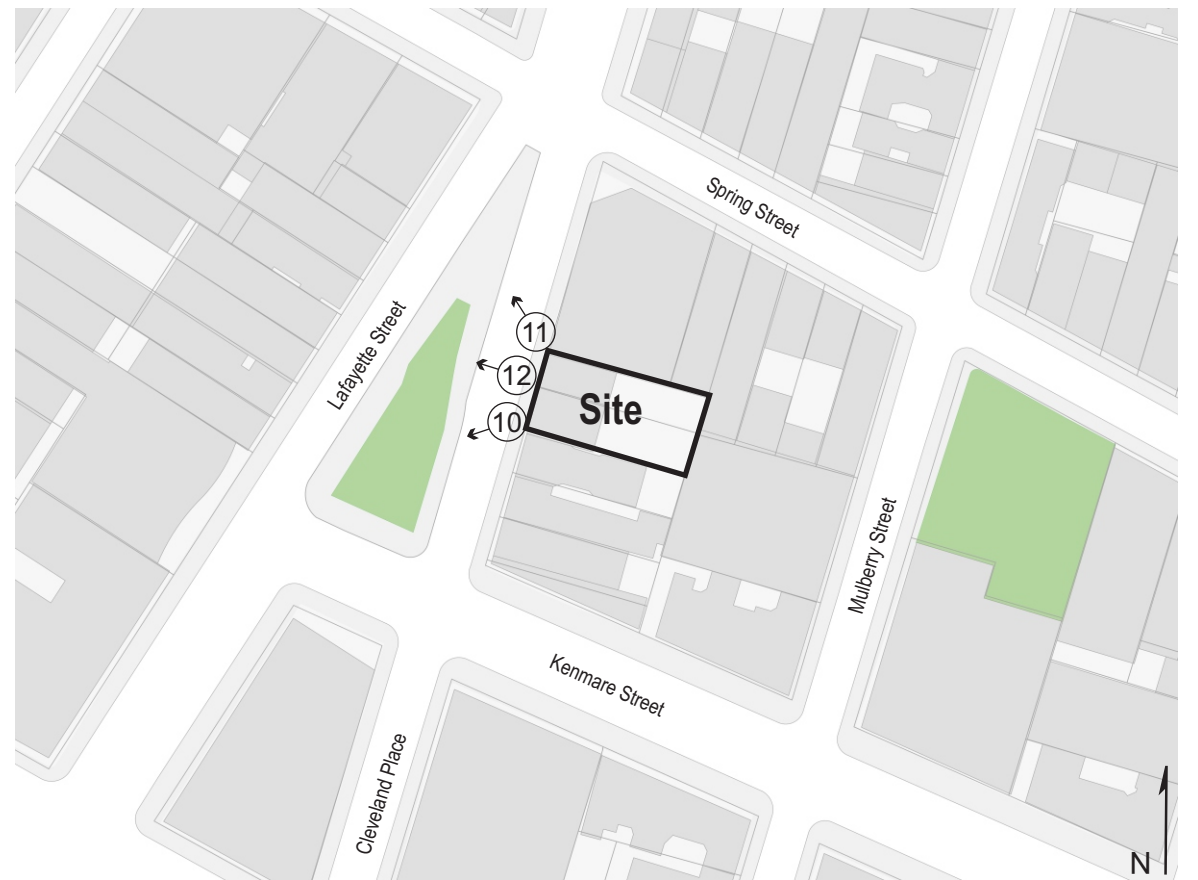 Spring Street
Lafayette Street
11
12
10
Site
Mulberry Street
Kenmare Street
Cleveland Place
N